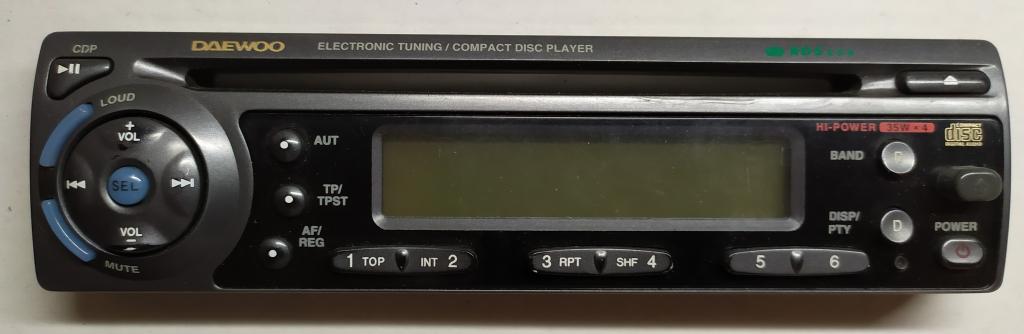 CDP
DAEWOO ELECTRONIC TUNING / COMPACT DISC PLAYER RDS EON
LOUD
+
VOL
SEL
VOL
–
MUTE
AUT
TP/
TPST
AF/
REG
HI-POWER 35W × 4
COMPACT
disc
DIGITAL AUDIO
BAND
DISP/
PTY
D
POWER
1 TOP INT 2
3 RPT SHF 4
5 6